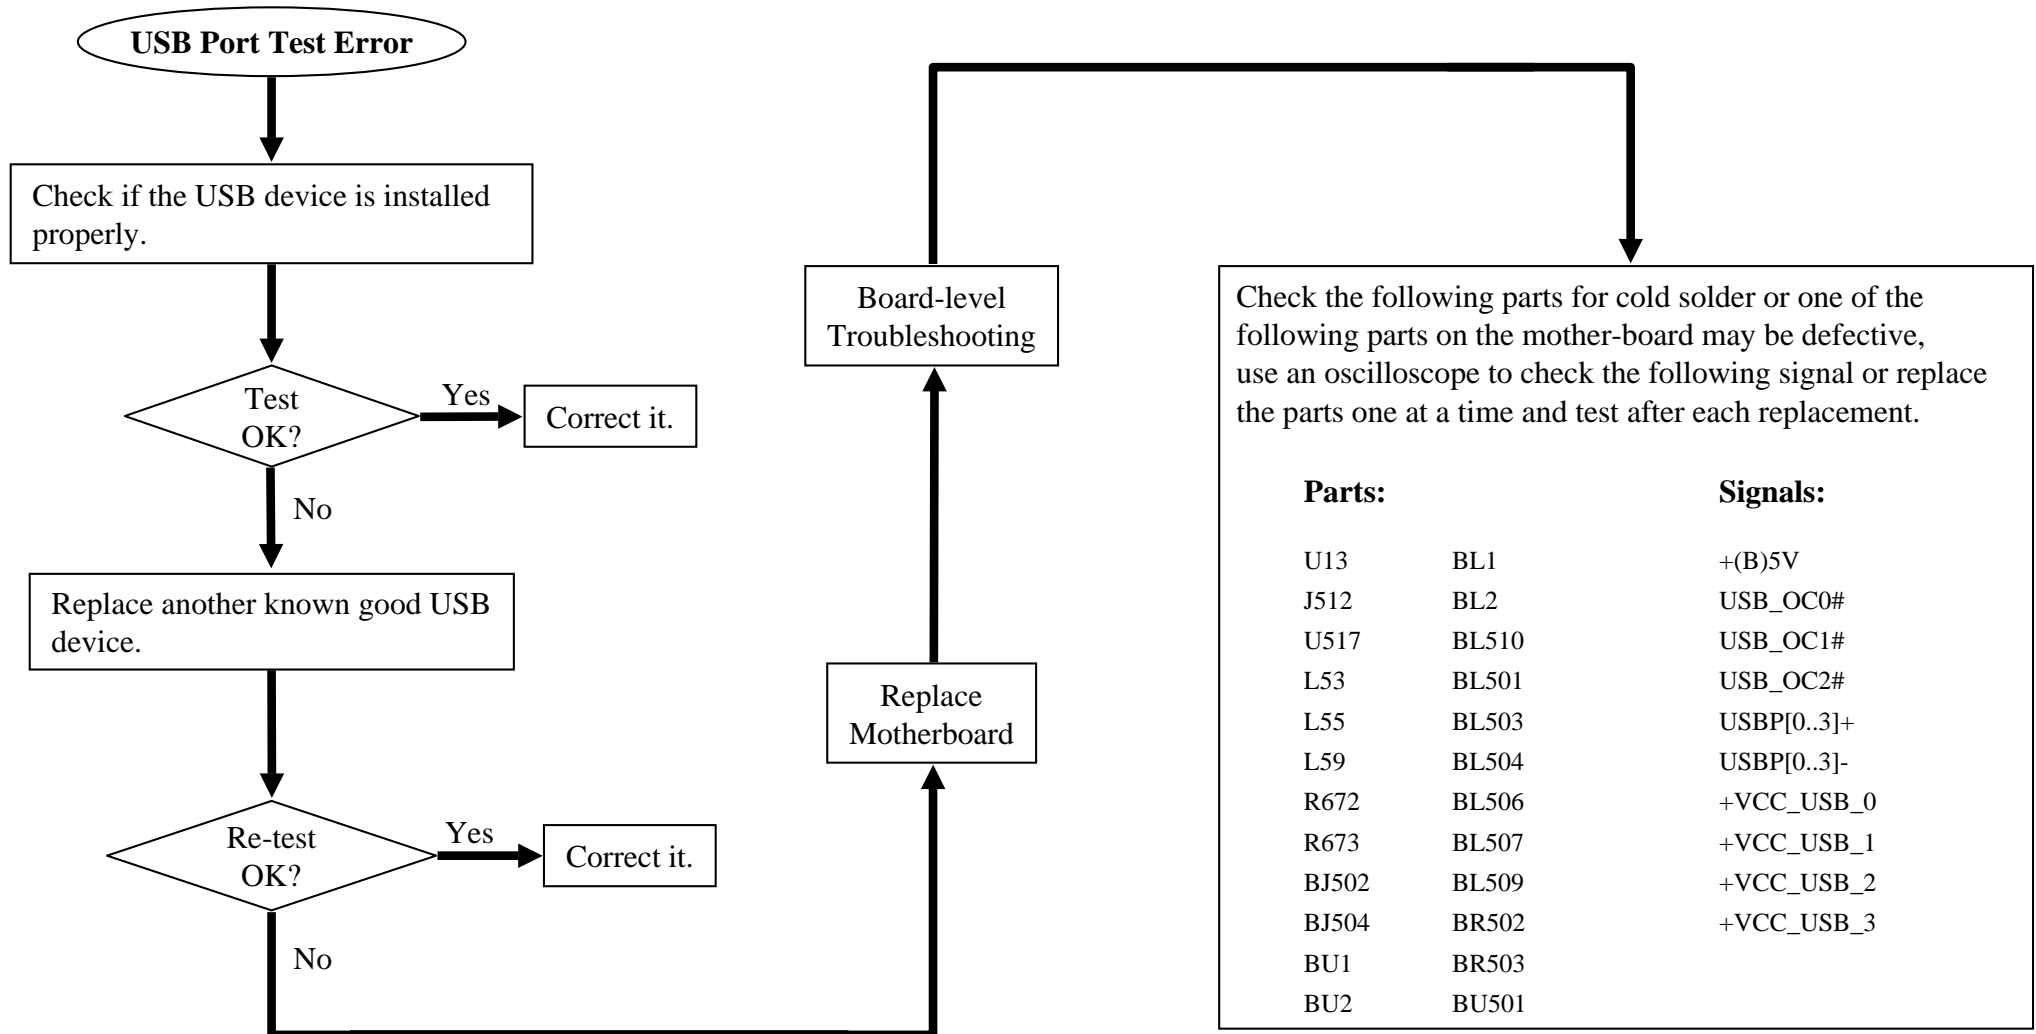 USB Port Test Error
Check if the USB device is installed
properly.
Test
OK?
Yes
Correct it.
No
Replace another known good USB
device.
Re-test
OK?
Yes
Correct it.
No
Replace
Motherboard
Board-level
Troubleshooting
Check the following parts for cold solder or one of the
following parts on the mother-board may be defective,
use an oscilloscope to check the following signal or replace
the parts one at a time and test after each replacement.
Parts: Signals:
U13 BL1 +(B)5V
J512 BL2 USB_OC0#
U517 BL510 USB_OC1#
L53 BL501 USB_OC2#
L55 BL503 USBP[0..3]+
L59 BL504 USBP[0..3]-
R672 BL506 +VCC_USB_0
R673 BL507 +VCC_USB_1
BJ502 BL509 +VCC_USB_2
BJ504 BR502 +VCC_USB_3
BU1 BR503
BU2 BU501